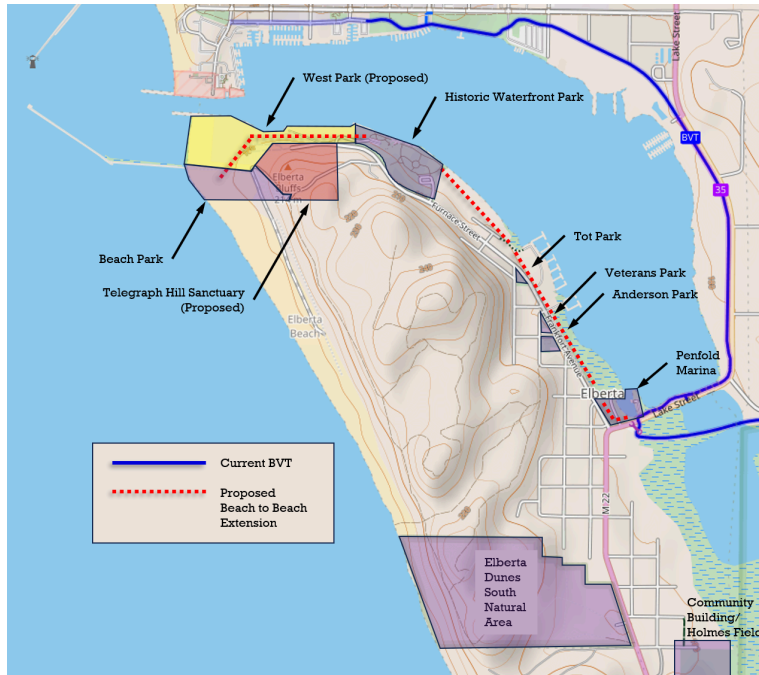 Lake Street
West Park (Proposed)
Historic Waterfront Park
BVT
35
Elberta
Bluffs
Furnace Street
Tot Park
Beach Park
Veterans Park
Anderson Park
Telegraph Hill Sanctuary
(Proposed)
Elberta
Beach
Frankfort Avenue
Penfold
Marina
Elberta
Lake Street
Current BVT
Proposed
Beach to Beach
Extension
M 22
Elberta
Dunes
South
Natural
Area
Community
Building/
Holmes Field